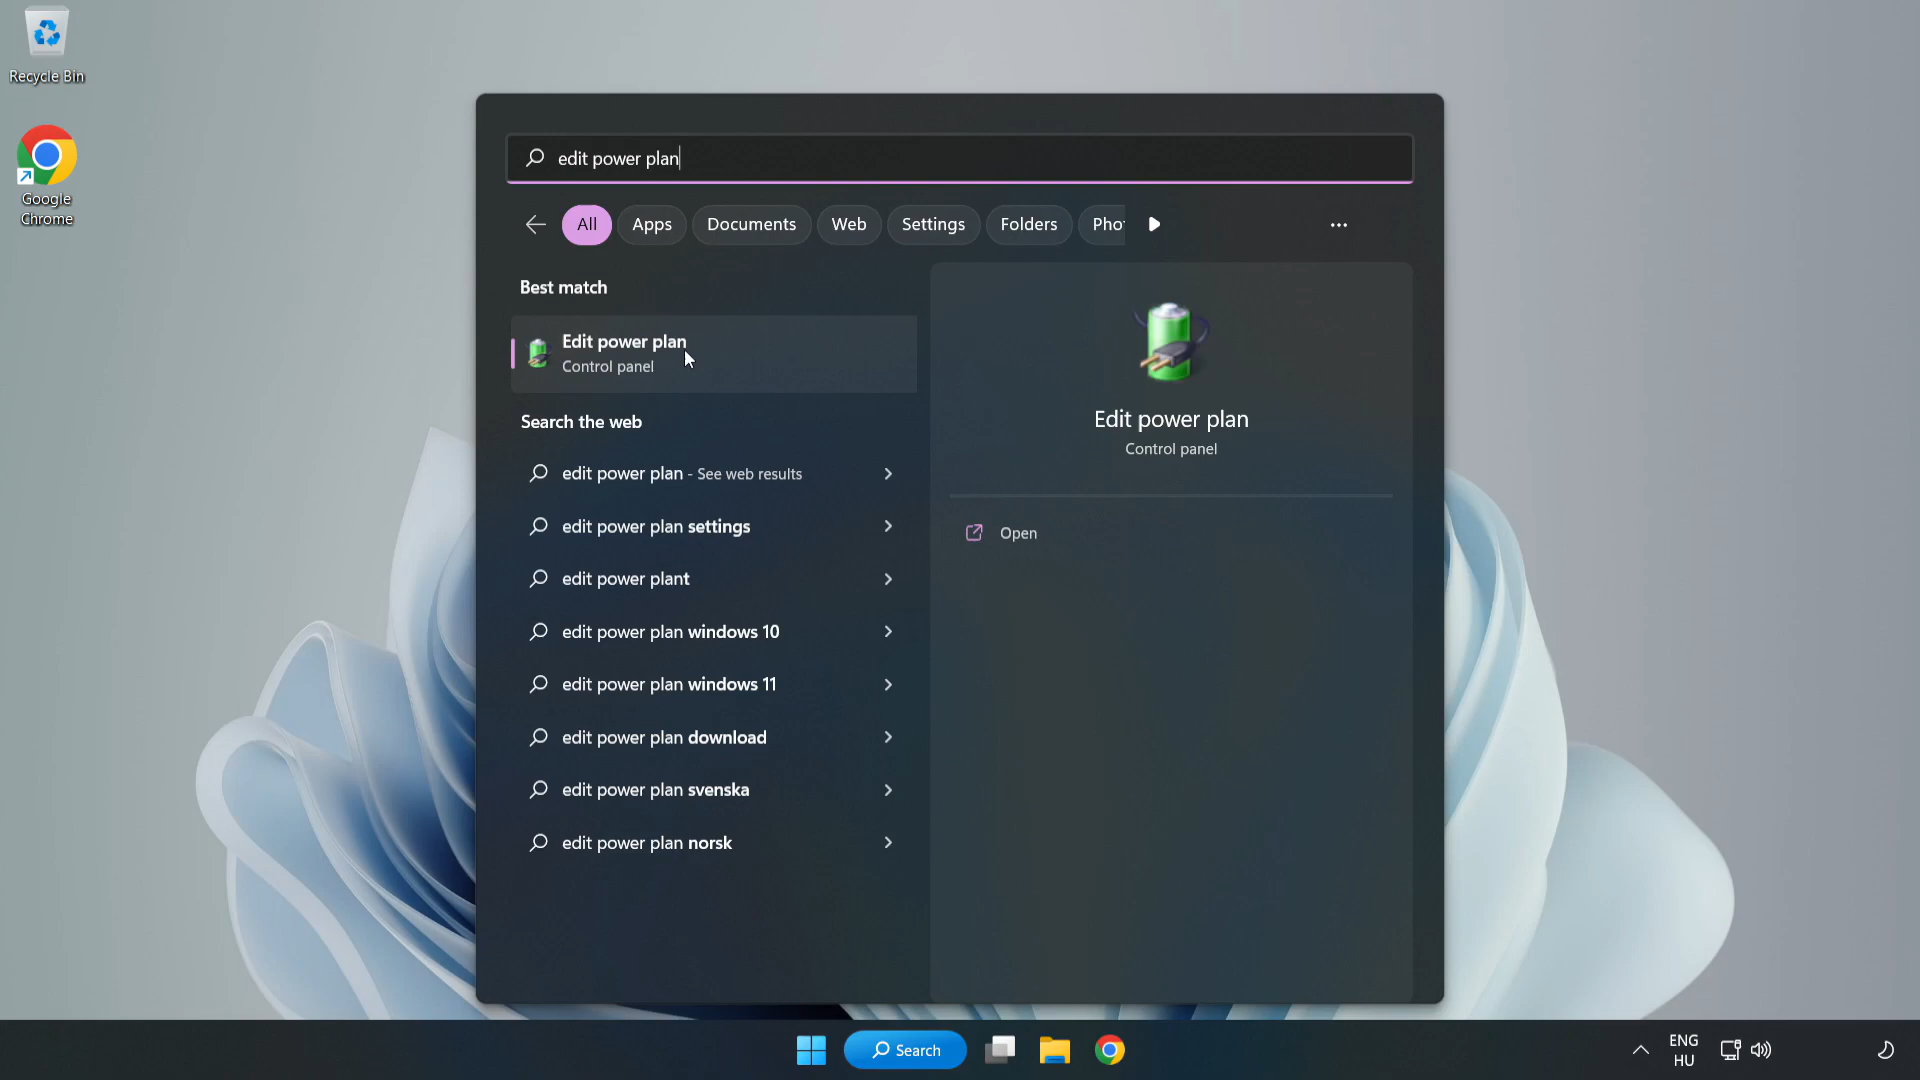 Recycle Bin
Google
Chrome
edit power plan
All Apps Documents Web Settings Folders Pho
Best match
Edit power plan
Control panel
Search the web
edit power plan - See web results
edit power plan settings
edit power plant
edit power plan windows 10
edit power plan windows 11
edit power plan download
edit power plan svenska
edit power plan norsk
Edit power plan
Control panel
Open
Search
ENG
HU